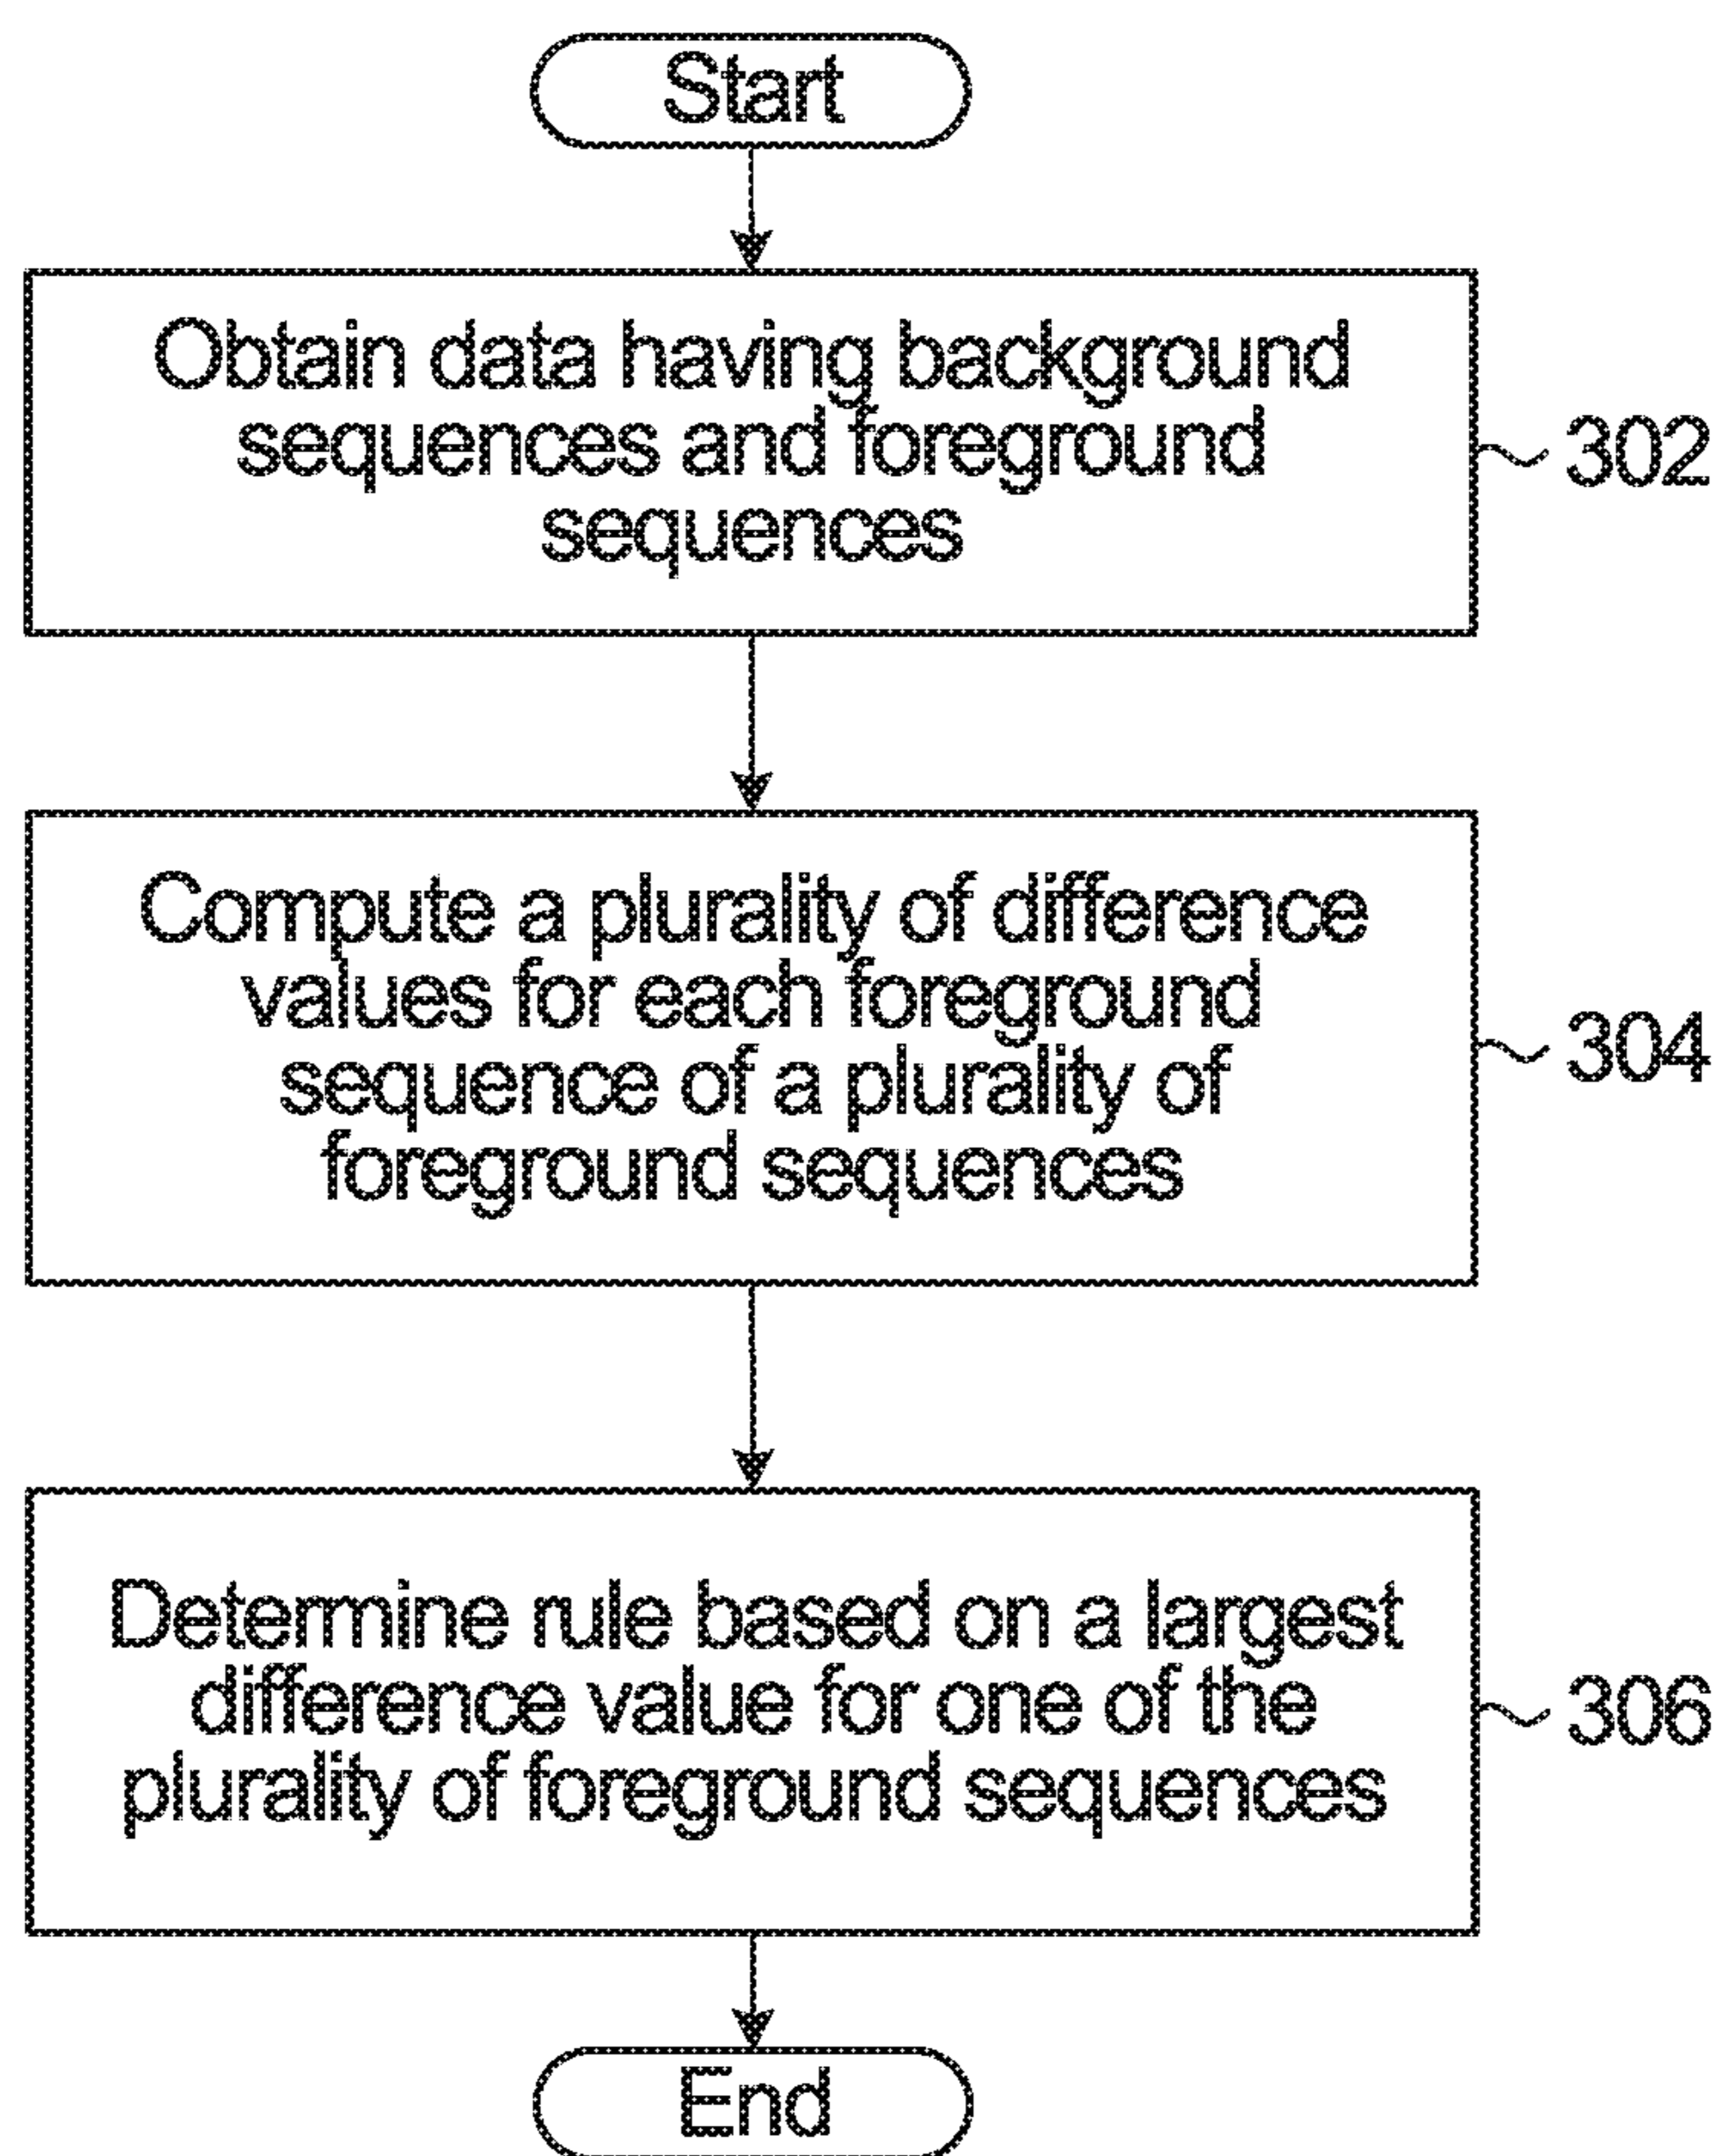 Start
Obtain data having background
sequences and foreground
sequences
302
Compute a plurality of difference
values for each foreground
sequence of a plurality of
foreground sequences
304
Determine rule based on a largest
difference value for one of the
plurality of foreground sequences
306
End